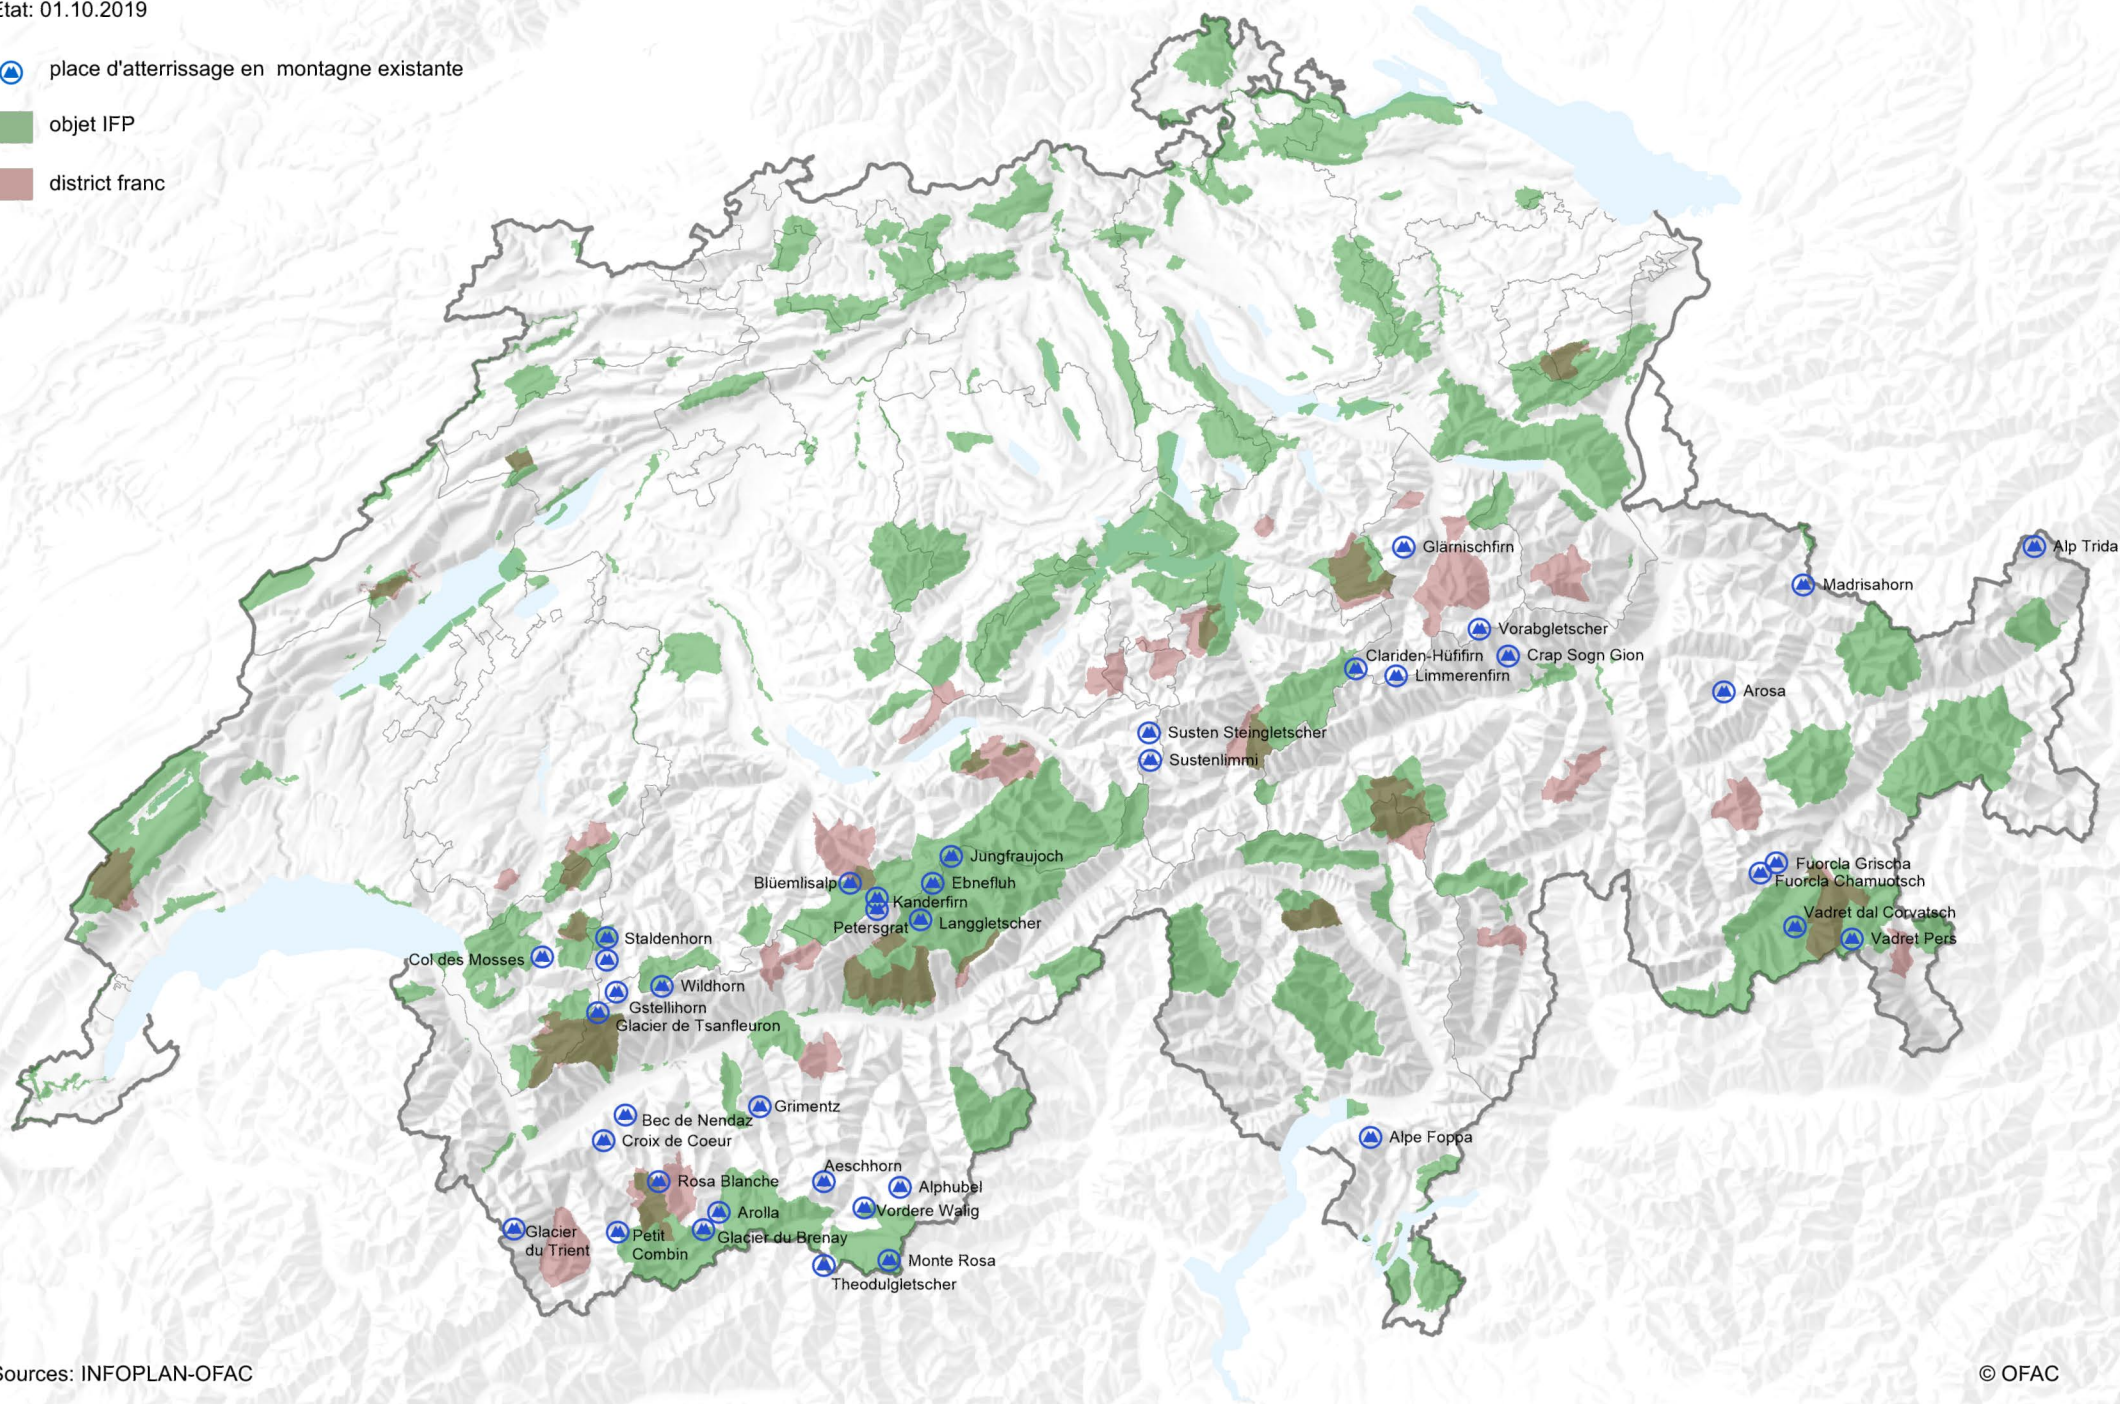 Etat: 01.10.2019
place d'atterrissage en montagne existante
objet IFP
district franc
Glärnischfirn
Alp Trida
Madrisahorn
Vorabgletscher
Clariden-Hüfifirn
Crap Sogn Gion
Limmerenfirn
Arosa
Susten Steingletscher
Sustenlimmi
Jungfraujoch
Blüemlisalp
Ebnefluh
Kanderfirn
Petersgrat
Langgletscher
Fuorcla Grischa
Fuorcla Chamuotsch
Vadret dal Corvatsch
Vadret Pers
Staldenhorn
Col des Mosses
Wildhorn
Gstellihorn
Glacier de Tsanfleuron
Grimentz
Bec de Nendaz
Croix de Coeur
Alpe Foppa
Aeschhorn
Rosa Blanche
Alphubel
Arolla
Vordere Walig
Glacier
du Trient
Petit
Combin
Glacier du Brenay
Monte Rosa
Theodulgletscher
Sources: INFOPLAN-OFAC
© OFAC